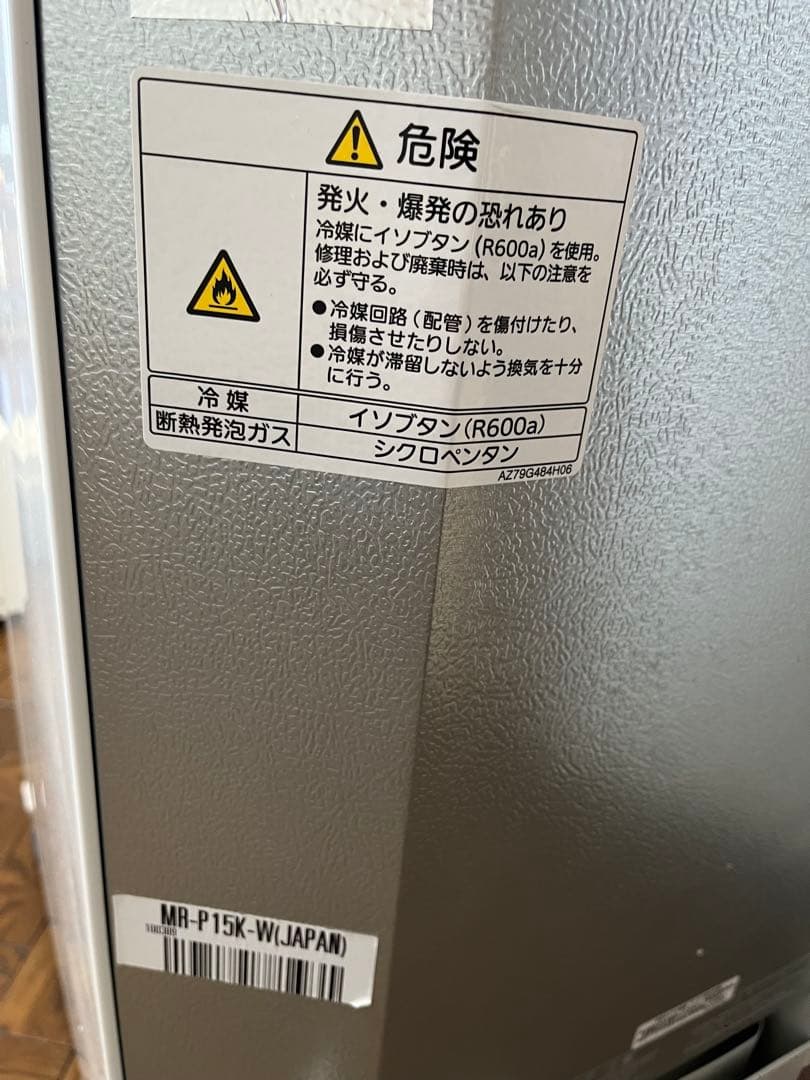 危険
発火・爆発の恐れあり
冷媒にイソブタン(R600a)を使用。
修理および廃棄時は、以下の注意を
必ず守る。
●冷媒回路(配管)を傷付けたり、
損傷させたりしない。
●冷媒が滞留しないよう換気を十分
に行う。
冷媒 イソブタン(R600a)
断熱発泡ガス シクロペンタン
AZ79G484H06
MR-P15K-W(JAPAN)